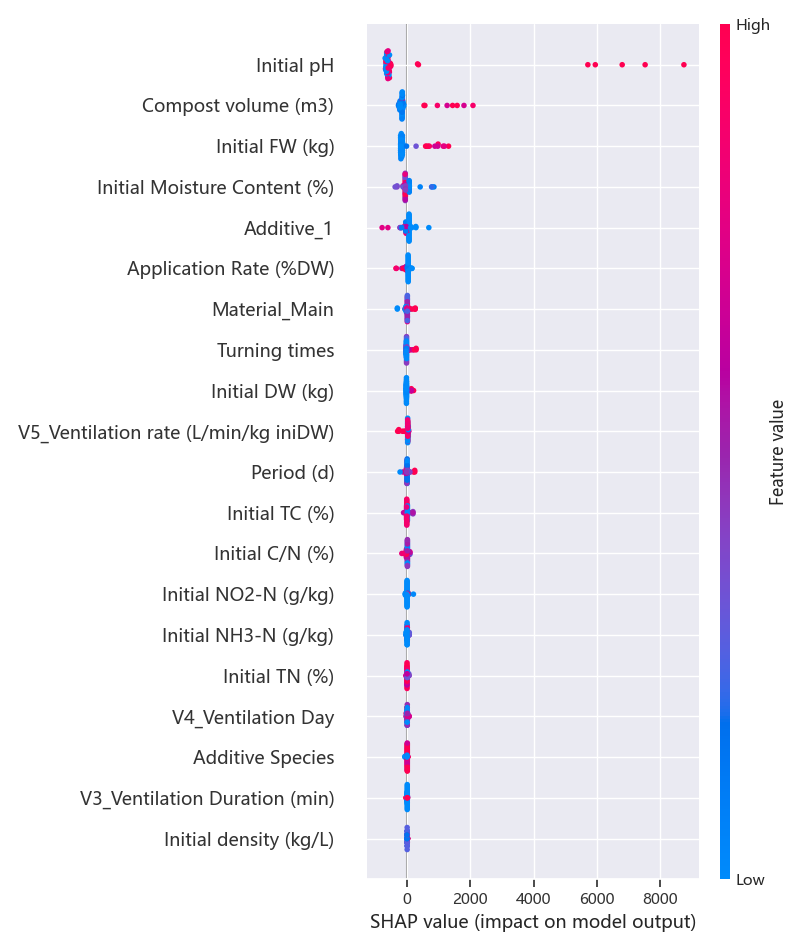 High
Initial pH
Compost volume (m3)
Initial FW (kg)
Initial Moisture Content (%)
Additive_1
Application Rate (%DW)
Material_Main
Turning times
Initial DW (kg)
V5_Ventilation rate (L/min/kg iniDW)
Period (d)
Initial TC (%)
Initial C/N (%)
Initial NO2-N (g/kg)
Initial NH3-N (g/kg)
Initial TN (%)
V4_Ventilation Day
Additive Species
V3_Ventilation Duration (min)
Initial density (kg/L)
Feature value
Low
0 2000 4000 6000 8000
SHAP value (impact on model output)